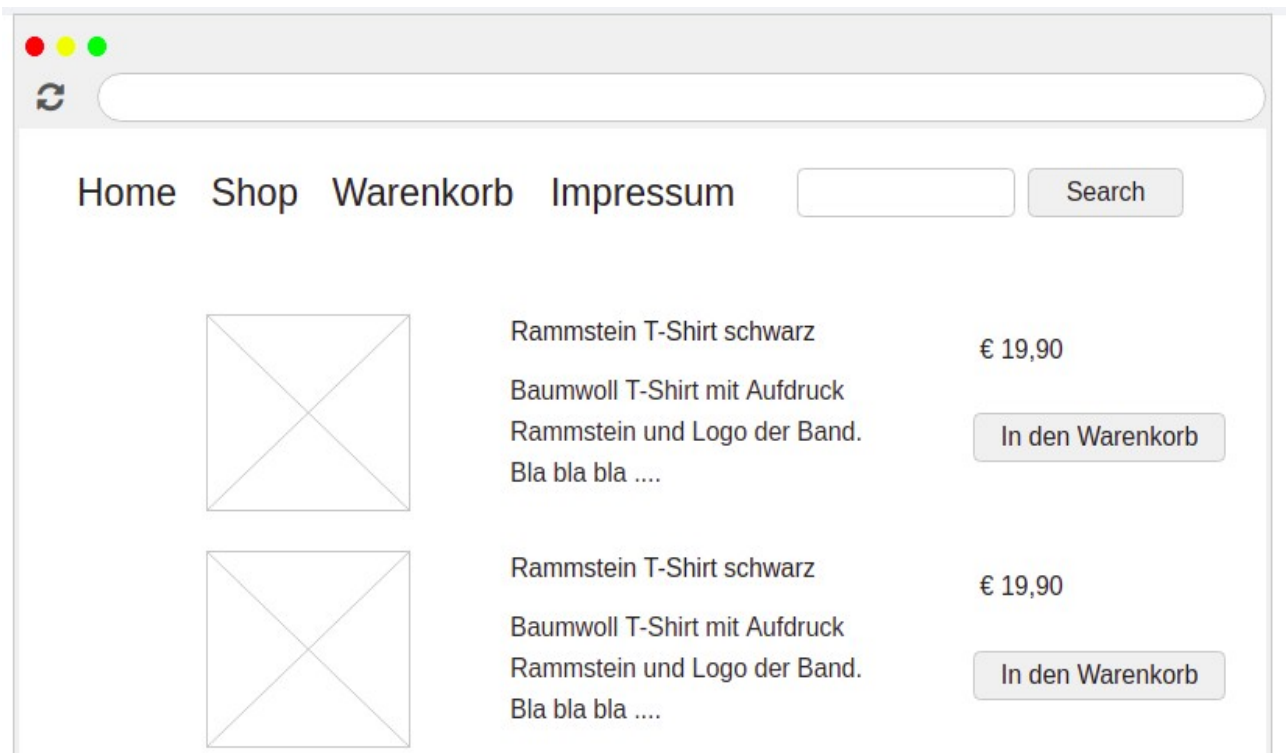 Home Shop Warenkorb Impressum Search
Rammstein T-Shirt schwarz
€ 19,90
Baumwoll T-Shirt mit Aufdruck
Rammstein und Logo der Band.
Bla bla bla ....
In den Warenkorb
Rammstein T-Shirt schwarz
€ 19,90
Baumwoll T-Shirt mit Aufdruck
Rammstein und Logo der Band.
Bla bla bla ....
In den Warenkorb